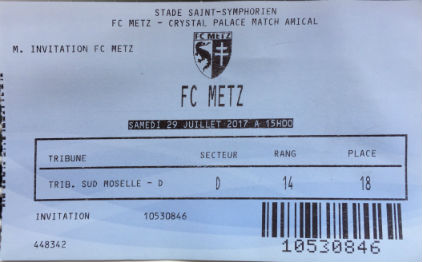 STADE SAINT-SYMPHORIEN
FC METZ - CRYSTAL PALACE MATCH AMICAL
M. INVITATION FC METZ
FC METZ
FC METZ
SAMEDI 29 JUILLET 2017 A 15H00
TRIBUNE SECTEUR RANG PLACE
TRIB. SUD MOSELLE - D D 14 18
INVITATION 10530846
448342
10530846